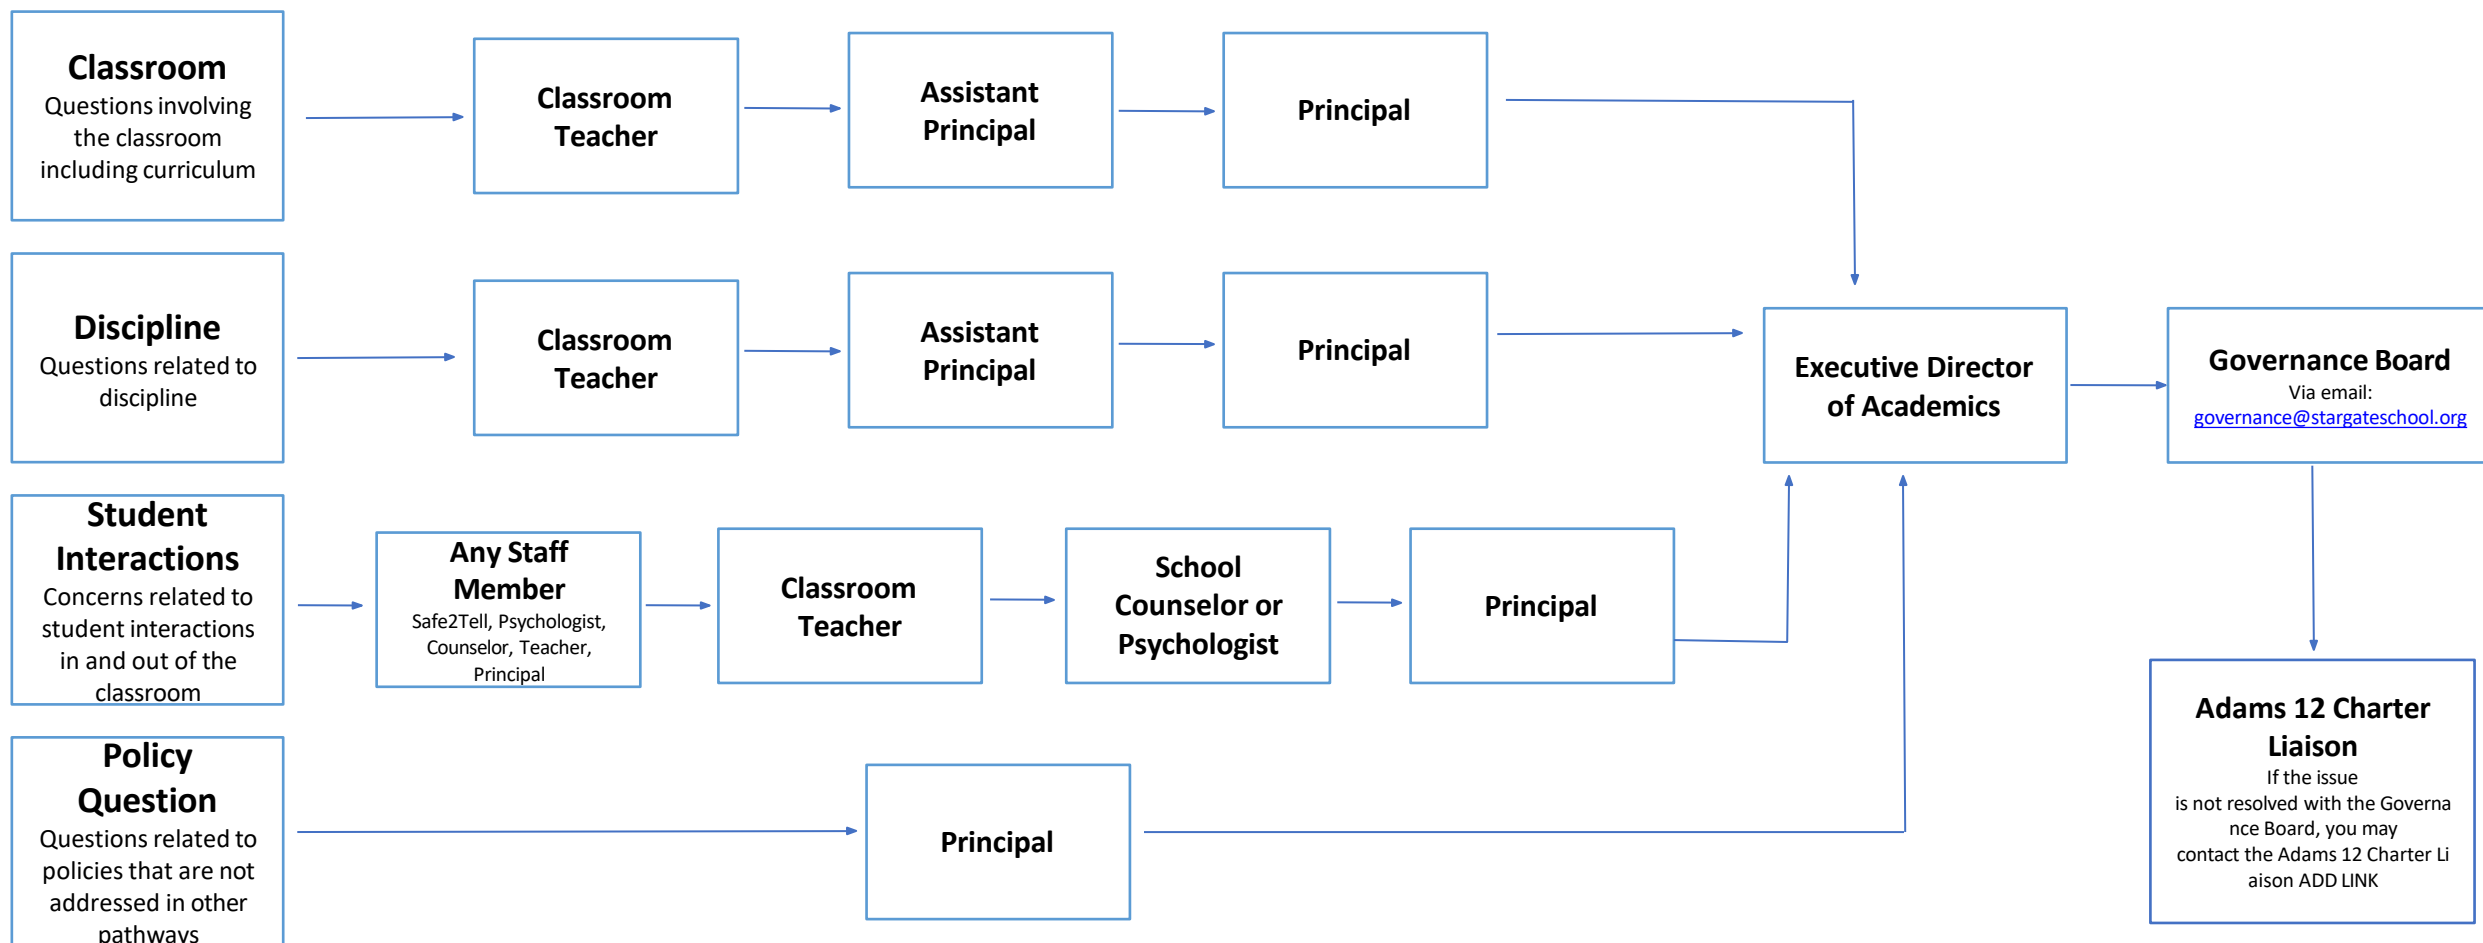 Classroom
Questions involving
the classroom
including curriculum
Classroom
Teacher
Assistant
Principal
Principal
Discipline
Questions related to
discipline
Classroom
Teacher
Assistant
Principal
Principal
Executive Director
of Academics
Governance Board
Via email:
governance@stargateschool.org
Student
Interactions
Concerns related to
student interactions
in and out of the
classroom
Any Staff
Member
Safe2Tell, Psychologist,
Counselor, Teacher,
Principal
Classroom
Teacher
School
Counselor or
Psychologist
Principal
Adams 12 Charter
Liaison
If the issue
is not resolved with the Governa
nce Board, you may
contact the Adams 12 Charter Li
aison ADD LINK
Policy
Question
Questions related to
policies that are not
addressed in other
pathways
Principal